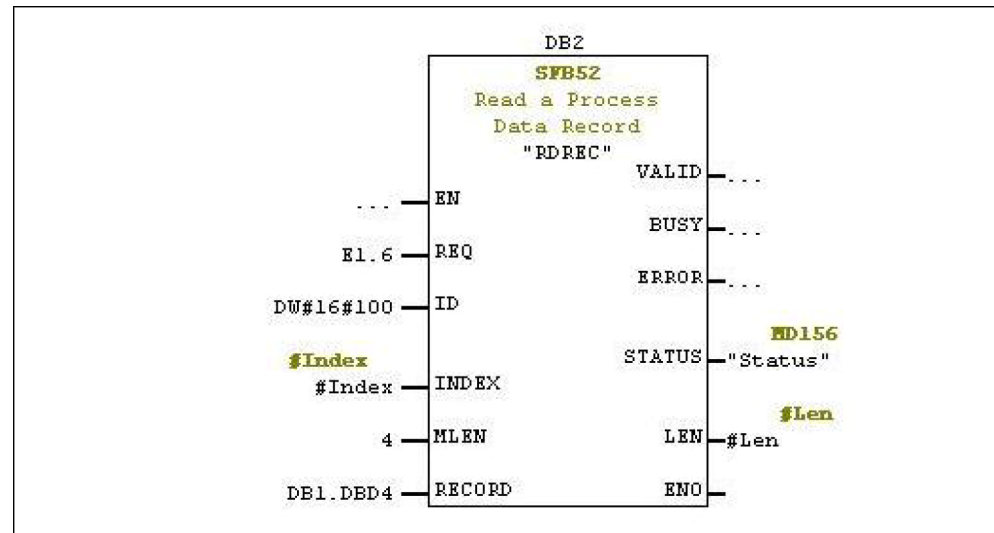 DB2
SFB52
Read a Process
Data Record
"RDREC"
VALID ...
... EN
BUSY ...
E1.6 REQ
ERROR ...
DW#16#100 ID
MD156
#Index
STATUS "Status"
#Index INDEX
#Len
4 MLEN
LEN #Len
DB1.DBD4 RECORD
ENO